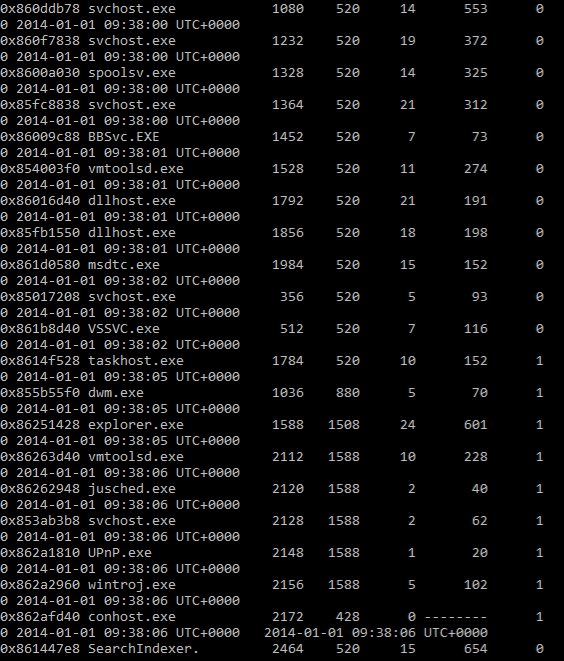 0x860ddb78 svchost.exe 1080 520 14 553 0
0 2014-01-01 09:38:00 UTC+0000
0x860f7838 svchost.exe 1232 520 19 372 0
0 2014-01-01 09:38:00 UTC+0000
0x8600a030 spoolsv.exe 1328 520 14 325 0
0 2014-01-01 09:38:00 UTC+0000
0x85fc8838 svchost.exe 1364 520 21 312 0
0 2014-01-01 09:38:00 UTC+0000
0x86009c88 BBSvc.EXE 1452 520 7 73 0
0 2014-01-01 09:38:01 UTC+0000
0x854003f0 vmtoolsd.exe 1528 520 11 274 0
0 2014-01-01 09:38:01 UTC+0000
0x86016d40 dllhost.exe 1792 520 21 191 0
0 2014-01-01 09:38:01 UTC+0000
0x85fb1550 dllhost.exe 1856 520 18 198 0
0 2014-01-01 09:38:01 UTC+0000
0x861d0580 msdtc.exe 1984 520 15 152 0
0 2014-01-01 09:38:02 UTC+0000
0x85017208 svchost.exe 356 520 5 93 0
0 2014-01-01 09:38:02 UTC+0000
0x861b8d40 VSSVC.exe 512 520 7 116 0
0 2014-01-01 09:38:02 UTC+0000
0x8614f528 taskhost.exe 1784 520 10 152 1
0 2014-01-01 09:38:05 UTC+0000
0x855b55f0 dwm.exe 1036 880 5 70 1
0 2014-01-01 09:38:05 UTC+0000
0x86251428 explorer.exe 1588 1508 24 601 1
0 2014-01-01 09:38:05 UTC+0000
0x86263d40 vmtoolsd.exe 2112 1588 10 228 1
0 2014-01-01 09:38:06 UTC+0000
0x86262948 jusched.exe 2120 1588 2 40 1
0 2014-01-01 09:38:06 UTC+0000
0x853ab3b8 svchost.exe 2128 1588 2 62 1
0 2014-01-01 09:38:06 UTC+0000
0x862a1810 UPnP.exe 2148 1588 1 20 1
0 2014-01-01 09:38:06 UTC+0000
0x862a2960 wintroj.exe 2156 1588 5 102 1
0 2014-01-01 09:38:06 UTC+0000
0x862afd40 conhost.exe 2172 428 0 -------- 1
0 2014-01-01 09:38:06 UTC+0000 2014-01-01 09:38:06 UTC+0000
0x861447e8 SearchIndexer. 2464 520 15 654 0